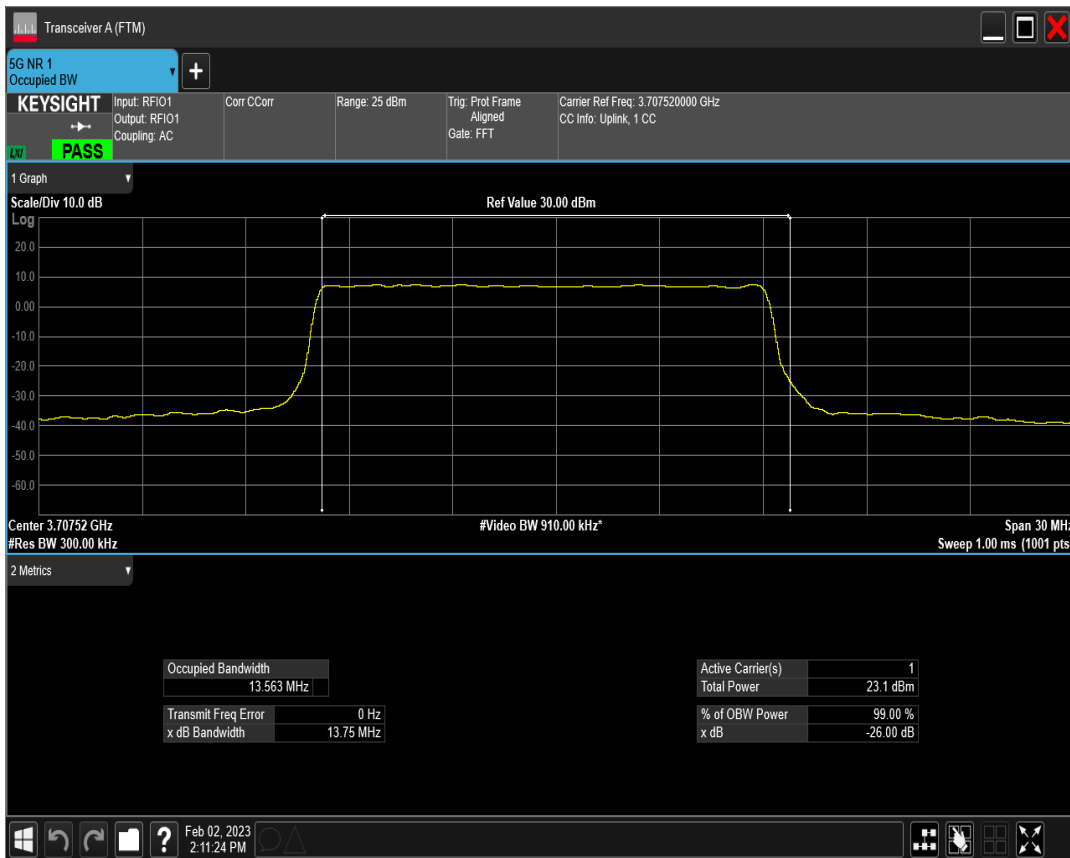 Transceiver A (FTM)
5G NR 1
Occupied BW
+
KEYSIGHT
LXI
PASS
Input: RFIO1
Output: RFIO1
Coupling: AC
Corr CCorr
Range: 25 dBm
Trig: Prot Frame
Aligned
Gate: FFT
Carrier Ref Freq: 3.707520000 GHz
CC Info: Uplink, 1 CC
1 Graph
Scale/Div 10.0 dB
Ref Value 30.00 dBm
Log
20.0
10.0
0.00
-10.0
-20.0
-30.0
-40.0
-50.0
-60.0
Center 3.70752 GHz
#Video BW 910.00 kHz*
Span 30 MHz
#Res BW 300.00 kHz
Sweep 1.00 ms (1001 pts
2 Metrics
Occupied Bandwidth
13.563 MHz
Transmit Freq Error 0 Hz
x dB Bandwidth 13.75 MHz
Active Carrier(s) 1
Total Power 23.1 dBm
% of OBW Power 99.00 %
x dB -26.00 dB
?
Feb 02, 2023
2:11:24 PM